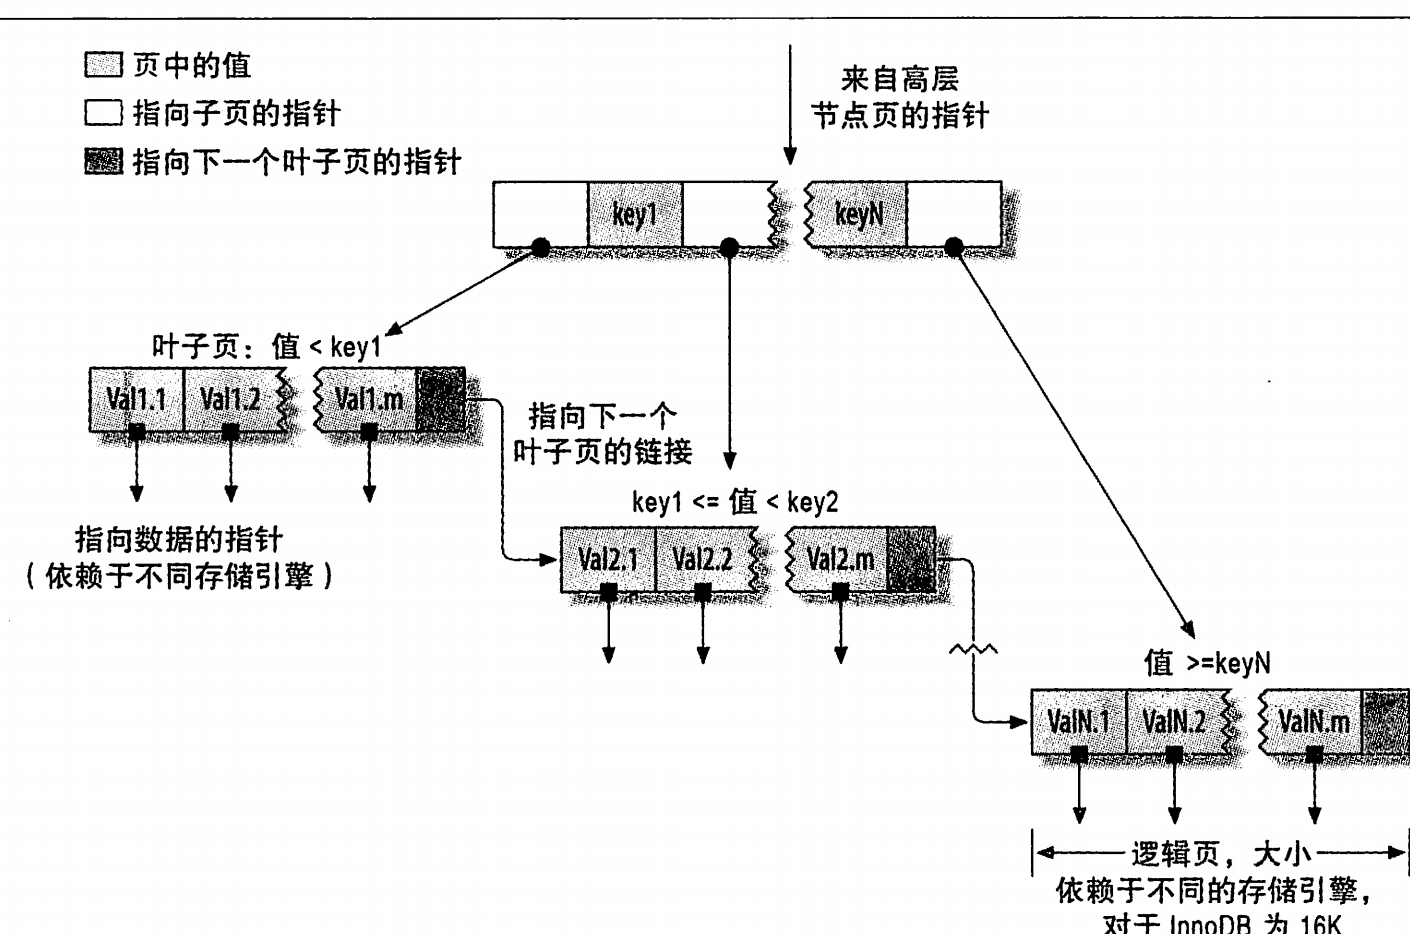 页中的值
指向子页的指针
指向下一个叶子页的指针
来自高层
节点页的指针
key1
keyN
叶子页：值 < key1
Val1.1
Val1.2
Val1.m
指向下一个
叶子页的链接
指向数据的指针
（依赖于不同存储引擎）
key1 <= 值 < key2
Val2.1
Val2.2
Val2.m
值 >=keyN
ValN.1
ValN.2
ValN.m
逻辑页，大小
依赖于不同的存储引擎，
对于 InnoDB 为 16K